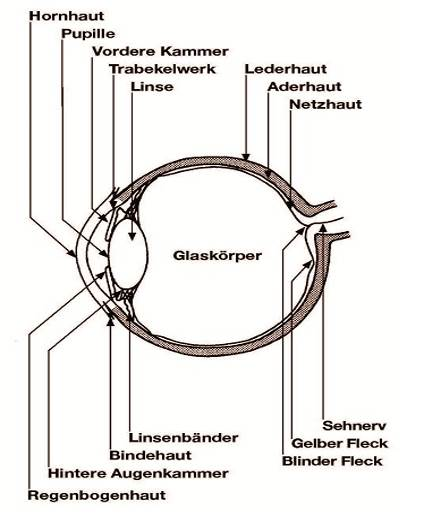 Hornhaut
Pupille
Vordere Kammer
Trabekelwerk
Linse
Lederhaut
Aderhaut
Netzhaut
Glaskörper
Linsenbänder
Bindehaut
Hintere Augenkammer
Regenbogenhaut
Sehnerv
Gelber Fleck
Blinder Fleck